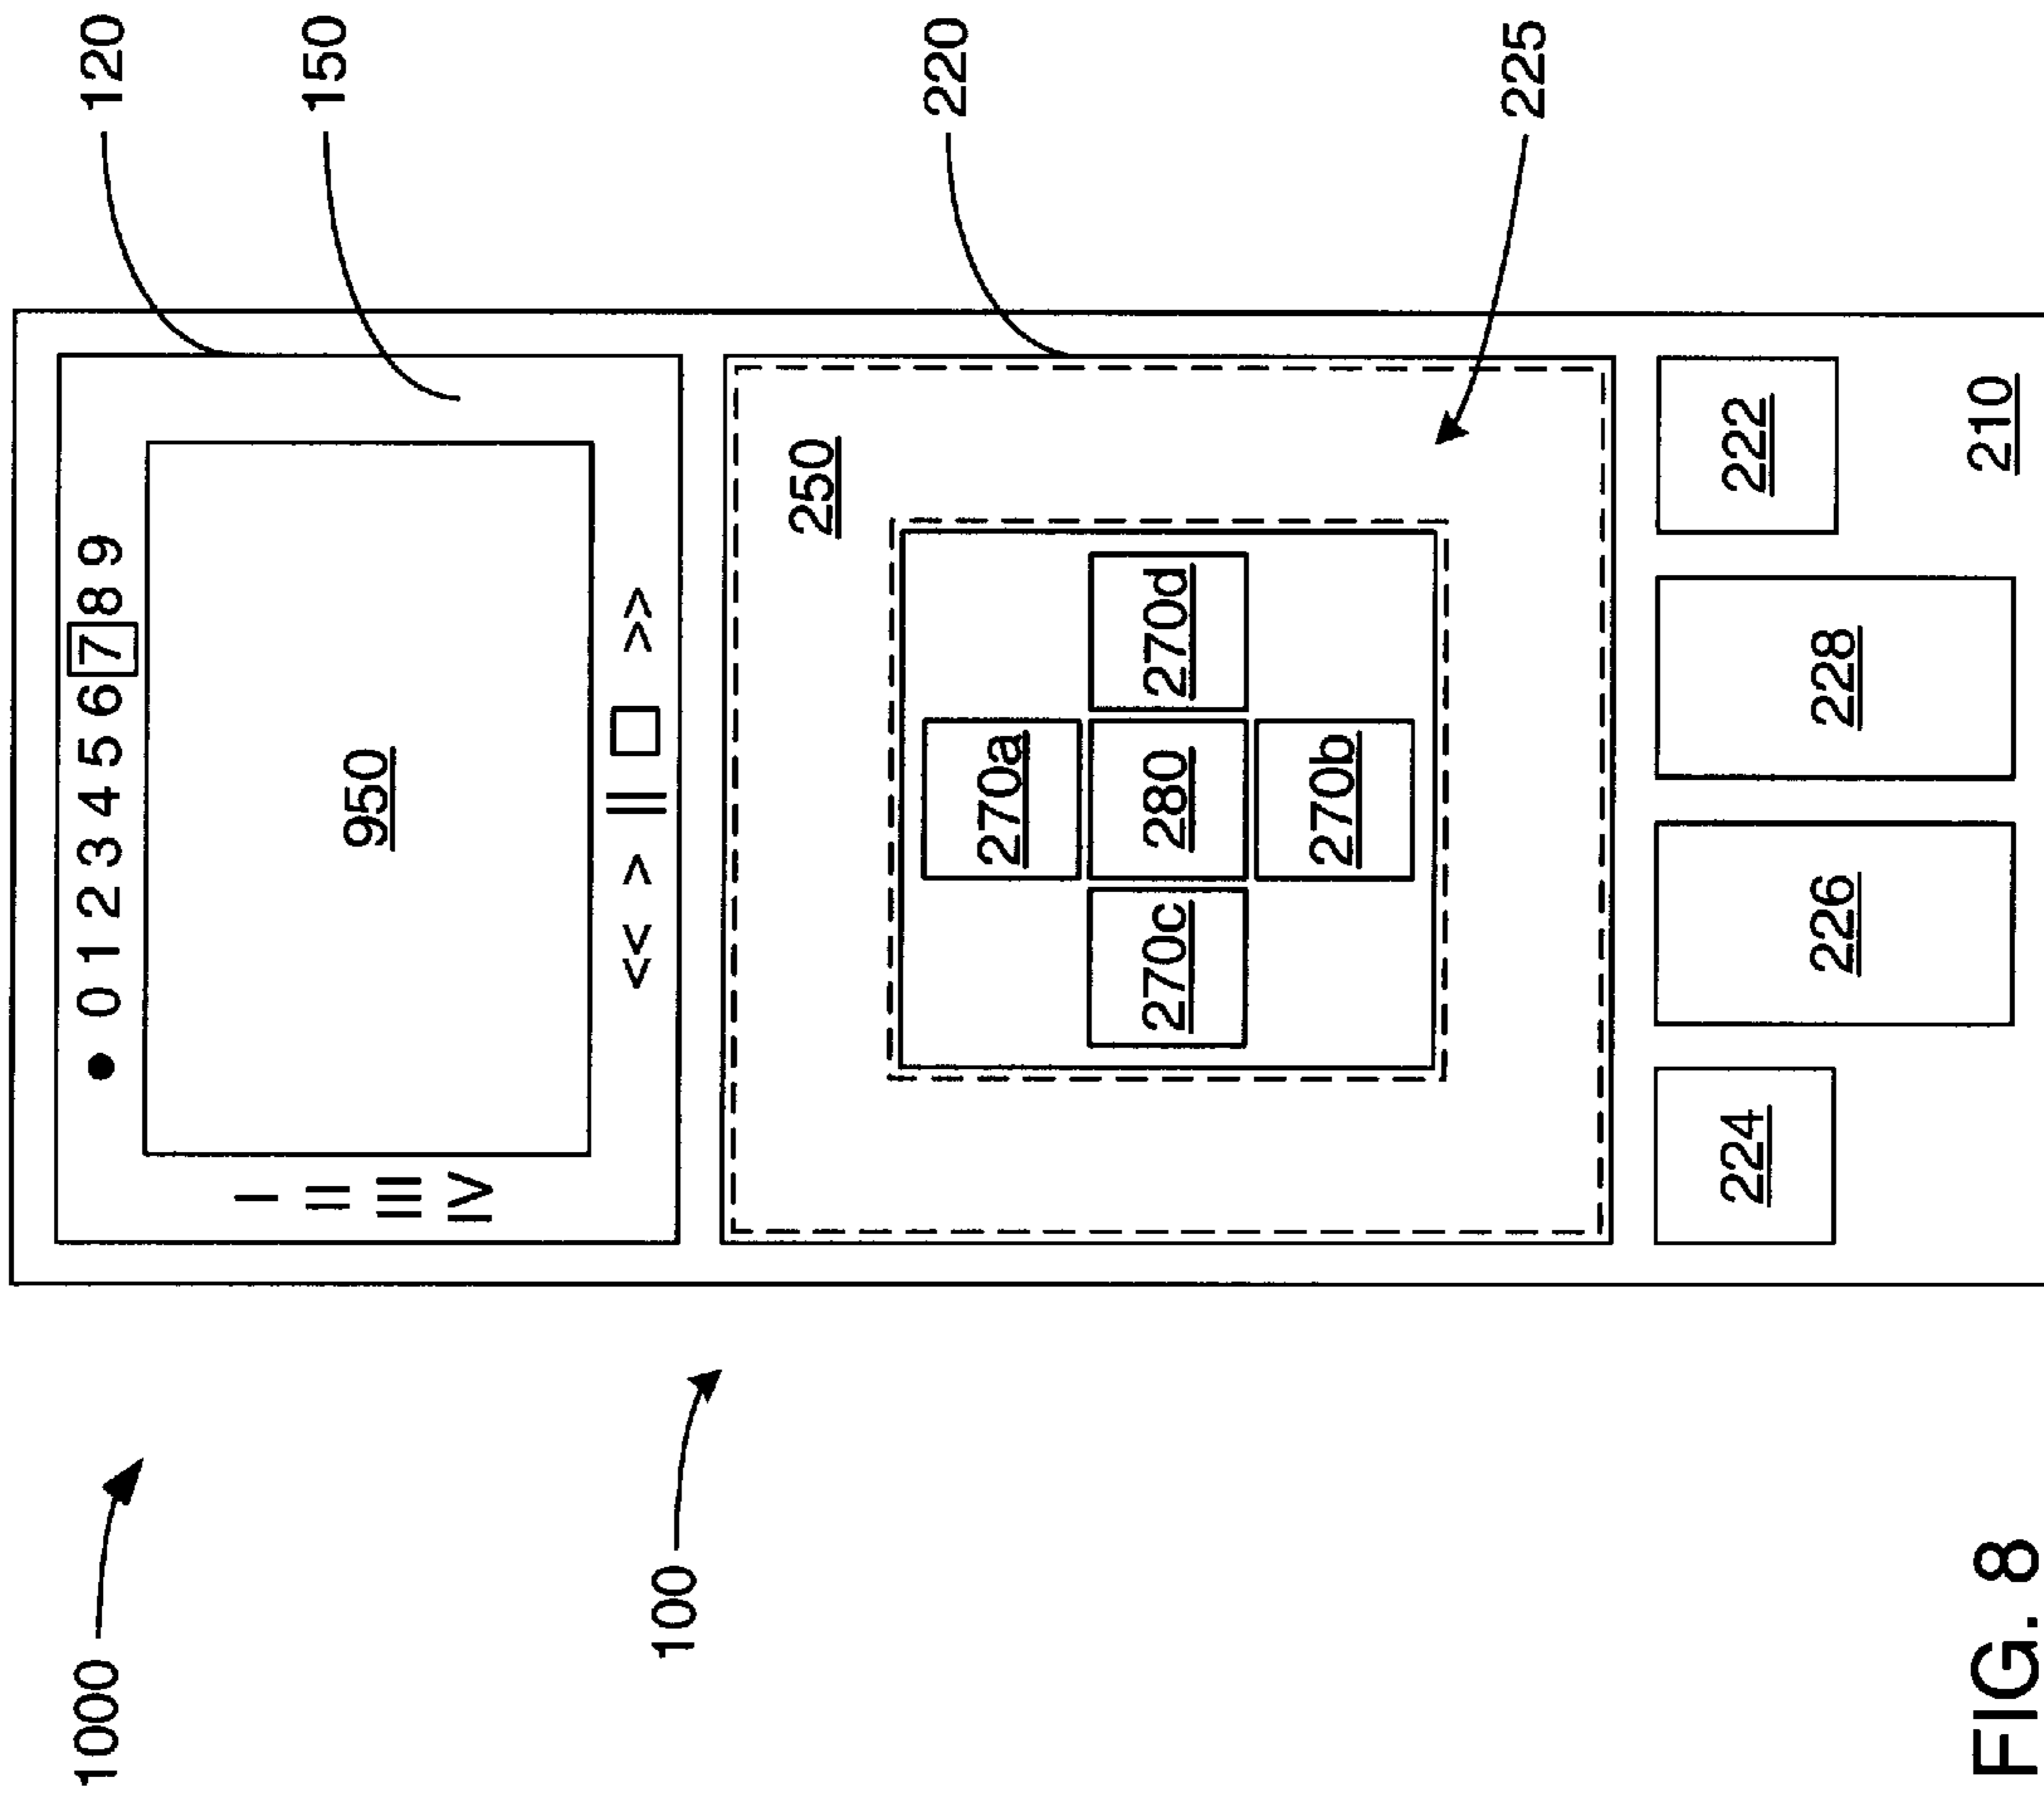 1000
● 0 1 2 3 4 5 6 7 8 9
120
I
II
III
IV
150
950
<< > || □ >>
100
250
220
270a
270c
280
270d
270b
225
224
226
228
222
210
FIG. 8